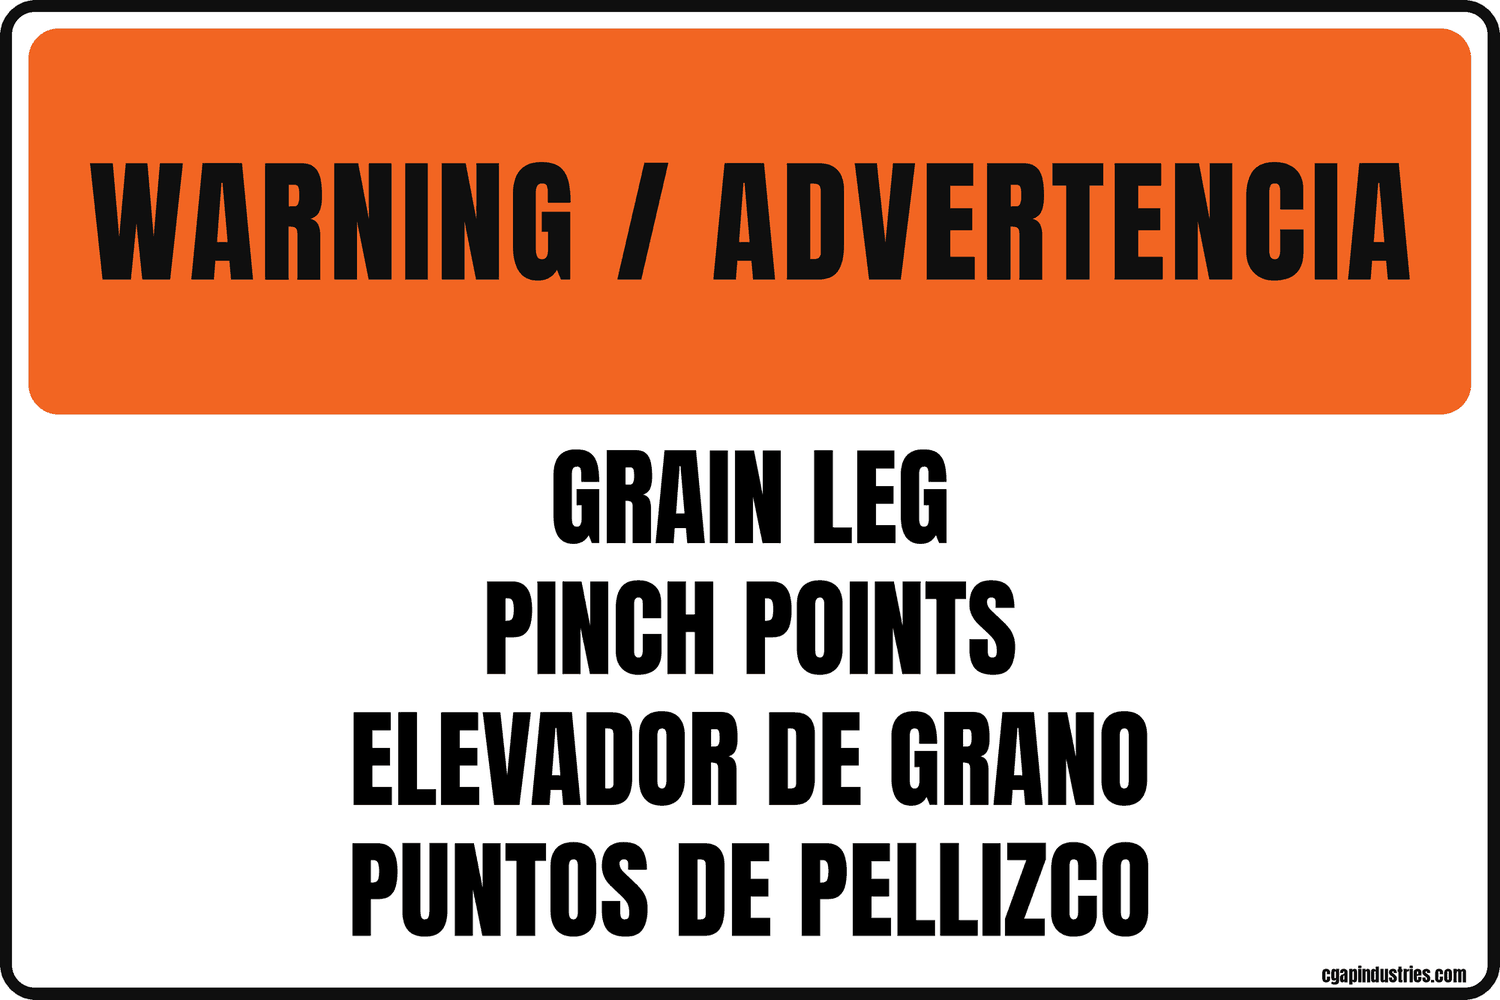 WARNING / ADVERTENCIA
GRAIN LEG
PINCH POINTS
ELEVADOR DE GRANO
PUNTOS DE PELLIZCO
cgapindustries.com